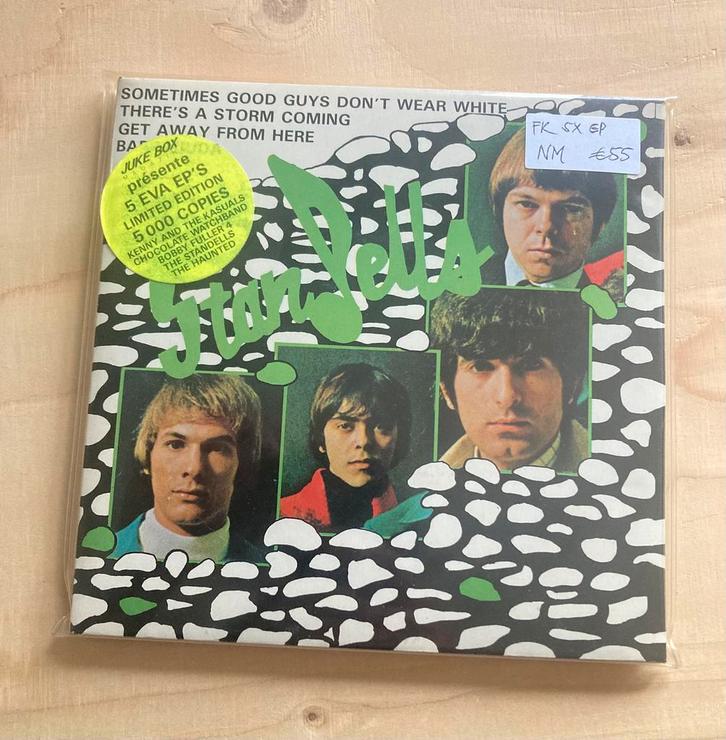 SOMETIMES GOOD GUYS DON'T WEAR WHITE
THERE'S A STORM COMING
GET AWAY FROM HERE
JUKE BOX
présente
5 EVA EP'S
LIMITED EDITION
5 000 COPIES
KENNY AND THE KASUALS
CHOCOLATE WATCHBAND
BOBBY FULLER 4
THE STANDELLS
THE HAUNTED
FR 5X EP
NM €55
StanDells